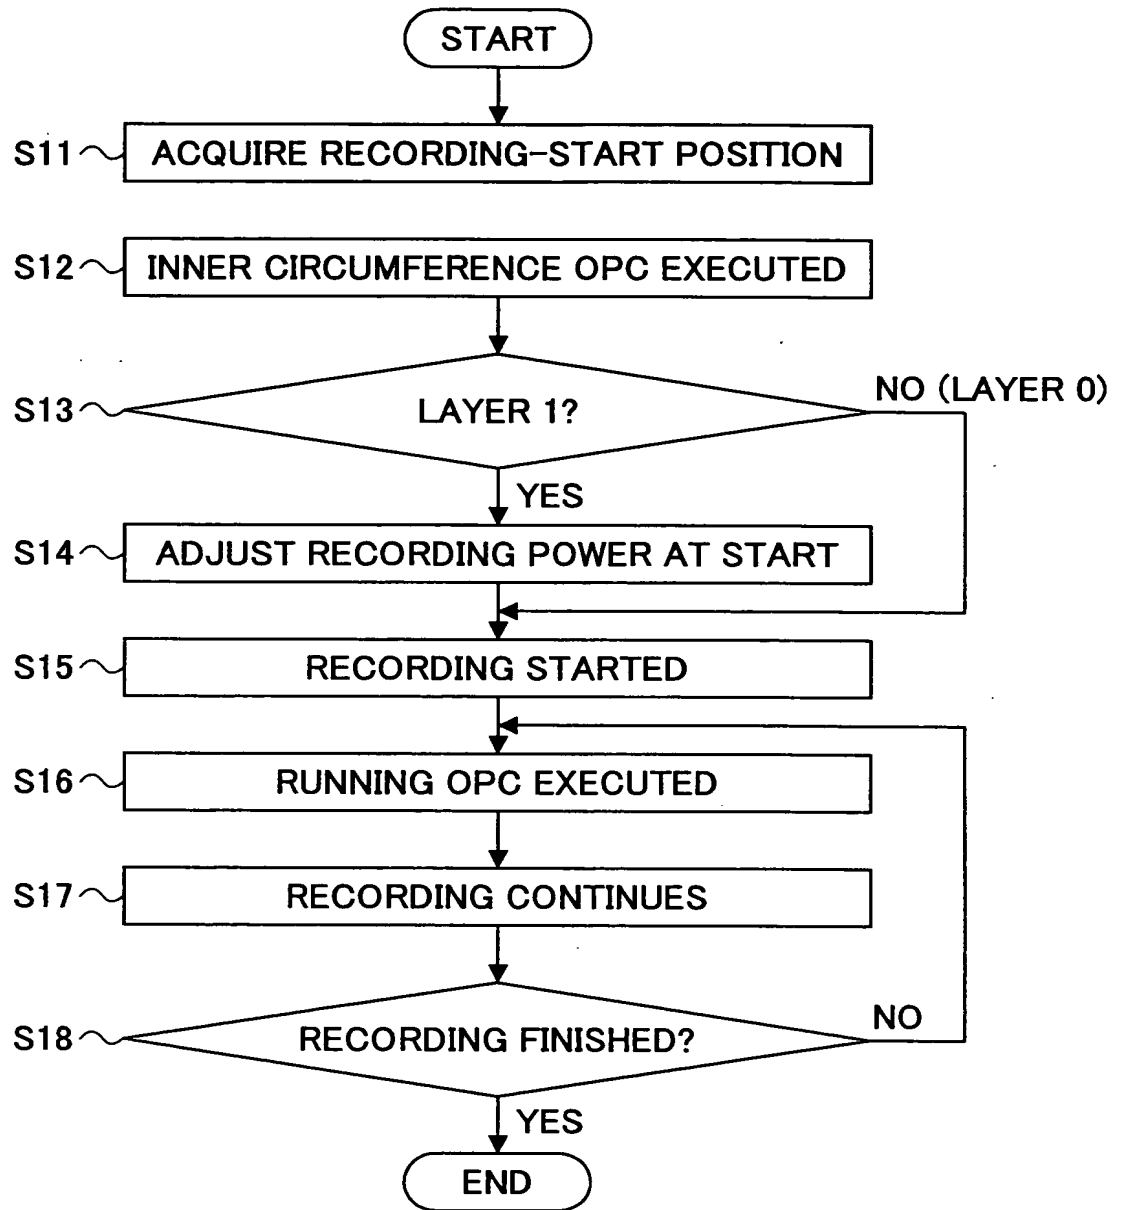 START
S11 ACQUIRE RECORDING-START POSITION
S12 INNER CIRCUMFERENCE OPC EXECUTED
S13 LAYER 1?
NO (LAYER 0)
YES
S14 ADJUST RECORDING POWER AT START
S15 RECORDING STARTED
S16 RUNNING OPC EXECUTED
S17 RECORDING CONTINUES
S18 RECORDING FINISHED?
NO
YES
END